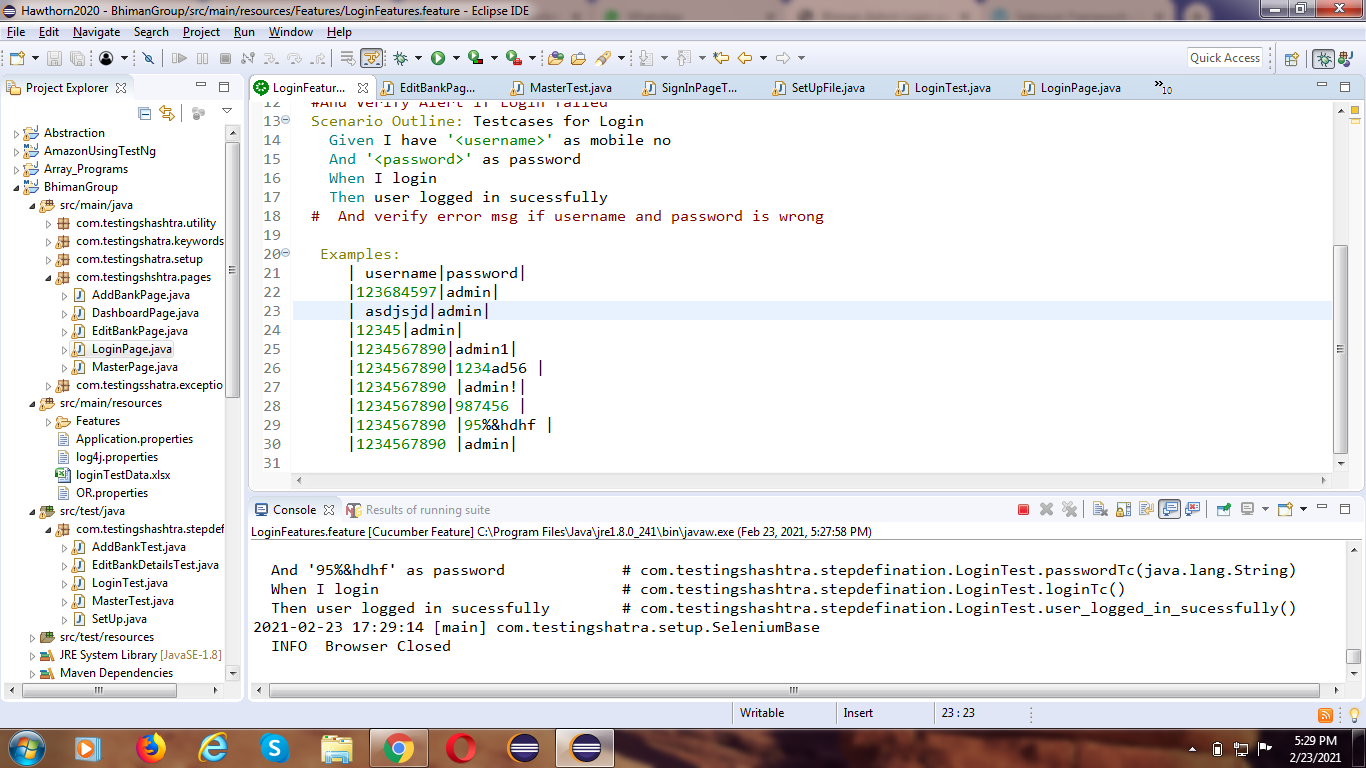 Hawthorn2020 - BhimanGroup/src/main/resources/Features/LoginFeatures.feature - Eclipse IDE
File Edit Navigate Search Project Run Window Help
Quick Access
Project Explorer
Abstraction
AmazonUsingTestNg
Array_Programs
BhimanGroup
src/main/java
com.testingshashtra.utility
com.testingshatra.keywords
com.testingshatra.setup
com.testingshshtra.pages
AddBankPage.java
DashboardPage.java
EditBankPage.java
LoginPage.java
MasterPage.java
com.testingsshatra.exceptio
src/main/resources
Features
Application.properties
log4j.properties
loginTestData.xlsx
OR.properties
src/test/java
com.testingshashtra.stepdef
AddBankTest.java
EditBankDetailsTest.java
LoginTest.java
MasterTest.java
SetUp.java
src/test/resources
JRE System Library [JavaSE-1.8]
Maven Dependencies
LoginFeatur... EditBankPag... MasterTest.java SignInPageT... SetUpFile.java LoginTest.java LoginPage.java »10
12 #And verify Alert if Login failed
13 Scenario Outline: Testcases for Login
14 Given I have '<username>' as mobile no
15 And '<password>' as password
16 When I login
17 Then user logged in sucessfully
18 #  And verify error msg if username and password is wrong
19
20 Examples:
21 | username|password|
22 |123684597|admin|
23 | asdjsjd|admin|
24 |12345|admin|
25 |1234567890|admin1|
26 |1234567890|1234ad56 |
27 |1234567890 |admin!|
28 |1234567890|987456 |
29 |1234567890 |95%&hdhf |
30 |1234567890 |admin|
31
Console Results of running suite
LoginFeatures.feature [Cucumber Feature] C:\Program Files\Java\jre1.8.0_241\bin\javaw.exe (Feb 23, 2021, 5:27:58 PM)
And '95%&hdhf' as password # com.testingshashtra.stepdefination.LoginTest.passwordTc(java.lang.String)
When I login # com.testingshashtra.stepdefination.LoginTest.loginTc()
Then user logged in sucessfully # com.testingshashtra.stepdefination.LoginTest.user_logged_in_sucessfully()
2021-02-23 17:29:14 [main] com.testingshatra.setup.SeleniumBase
INFO  Browser Closed
Writable Insert 23 : 23
5:29 PM
2/23/2021